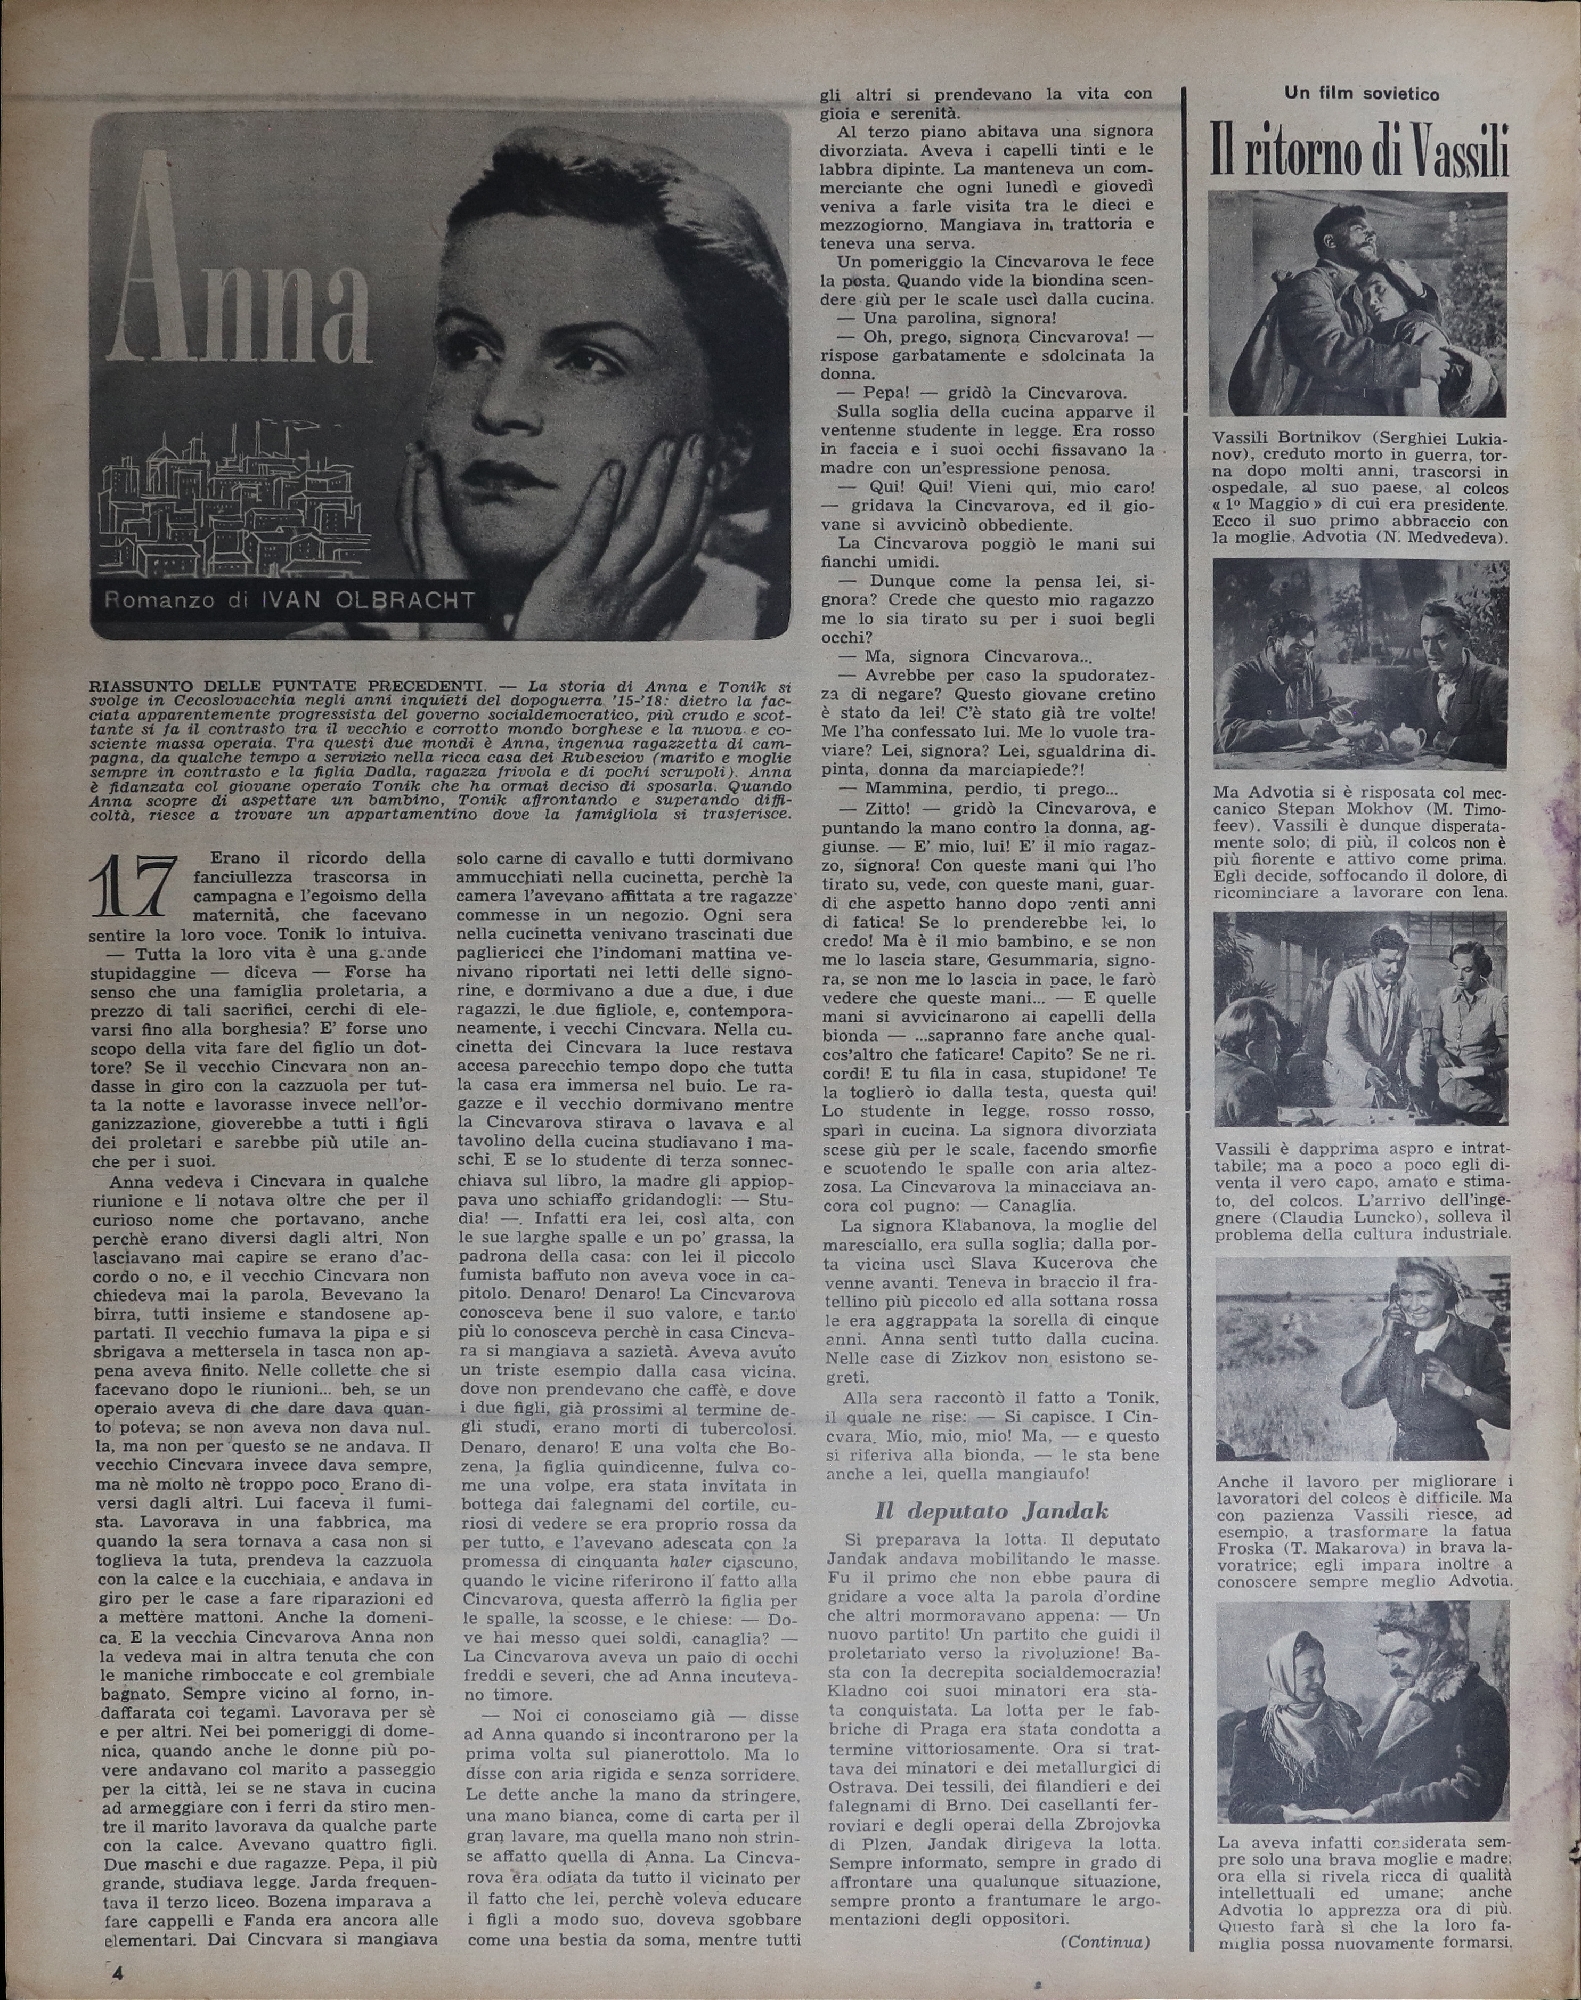 Anna
Romanzo di IVAN OLBRACHT
RIASSUNTO DELLE PUNTATE PRECEDENTI. — La storia di Anna e Tonik si
svolge in Cecoslovacchia negli anni inquieti del dopoguerra '15-'18: dietro la fac-
ciata apparentemente progressista del governo socialdemocratico, più crudo e scot-
tante si fa il contrasto tra il vecchio e corrotto mondo borghese e la nuova e co-
sciente massa operaia. Tra questi due mondi è Anna, ingenua ragazzetta di cam-
pagna, da qualche tempo a servizio nella ricca casa dei Rubesciov (marito e moglie
sempre in contrasto e la figlia Dadla, ragazza frivola e di pochi scrupoli). Anna
è fidanzata col giovane operaio Tonik che ha ormai deciso di sposarla. Quando
Anna scopre di aspettare un bambino, Tonik affrontando e superando diffi-
coltà, riesce a trovare un appartamentino dove la famigliola si trasferisce.
17 Erano il ricordo della
fanciullezza trascorsa in
campagna e l'egoismo della
maternità, che facevano
sentire la loro voce. Tonik lo intuiva.
— Tutta la loro vita è una grande
stupidaggine — diceva — Forse ha
senso che una famiglia proletaria, a
prezzo di tali sacrifici, cerchi di ele-
varsi fino alla borghesia? E' forse uno
scopo della vita fare del figlio un dot-
tore? Se il vecchio Cincvara non an-
dasse in giro con la cazzuola per tut-
ta la notte e lavorasse invece nell'or-
ganizzazione, gioverebbe a tutti i figli
dei proletari e sarebbe più utile an-
che per i suoi.
Anna vedeva i Cincvara in qualche
riunione e li notava oltre che per il
curioso nome che portavano, anche
perchè erano diversi dagli altri. Non
lasciavano mai capire se erano d'ac-
cordo o no, e il vecchio Cincvara non
chiedeva mai la parola. Bevevano la
birra, tutti insieme e standosene ap-
partati. Il vecchio fumava la pipa e si
sbrigava a mettersela in tasca non ap-
pena aveva finito. Nelle collette che si
facevano dopo le riunioni... beh, se un
operaio aveva di che dare dava quan-
to poteva; se non aveva non dava nul-
la, ma non per questo se ne andava. Il
vecchio Cincvara invece dava sempre,
ma nè molto nè troppo poco. Erano di-
versi dagli altri. Lui faceva il fumi-
sta. Lavorava in una fabbrica, ma
quando la sera tornava a casa non si
toglieva la tuta, prendeva la cazzuola
con la calce e la cucchiaia, e andava in
giro per le case a fare riparazioni ed
a mettere mattoni. Anche la domeni-
ca. E la vecchia Cincvarova Anna non
la vedeva mai in altra tenuta che con
le maniche rimboccate e col grembiale
bagnato. Sempre vicino al forno, in-
daffarata coi tegami. Lavorava per sè
e per altri. Nei bei pomeriggi di dome-
nica, quando anche le donne più po-
vere andavano col marito a passeggio
per la città, lei se ne stava in cucina
ad armeggiare con i ferri da stiro men-
tre il marito lavorava da qualche parte
con la calce. Avevano quattro figli.
Due maschi e due ragazze. Pepa, il più
grande, studiava legge. Jarda frequen-
tava il terzo liceo. Bozena imparava a
fare cappelli e Fanda era ancora alle
elementari. Dai Cincvara si mangiava
solo carne di cavallo e tutti dormivano
ammucchiati nella cucinetta, perchè la
camera l'avevano affittata a tre ragazze
commesse in un negozio. Ogni sera
nella cucinetta venivano trascinati due
pagliericci che l'indomani mattina ve-
nivano riportati nei letti delle signo-
rine, e dormivano a due a due, i due
ragazzi, le due figliole, e, contempora-
neamente, i vecchi Cincvara. Nella cu-
cinetta dei Cincvara la luce restava
accesa parecchio tempo dopo che tutta
la casa era immersa nel buio. Le ra-
gazze e il vecchio dormivano mentre
la Cincvarova stirava o lavava e al
tavolino della cucina studiavano i ma-
schi. E se lo studente di terza sonnec-
chiava sul libro, la madre gli appiop-
pava uno schiaffo gridandogli: — Stu-
dia! —. Infatti era lei, così alta, con
le sue larghe spalle e un po' grassa, la
padrona della casa: con lei il piccolo
fumista baffuto non aveva voce in ca-
pitolo. Denaro! Denaro! La Cincvarova
conosceva bene il suo valore, e tanto
più lo conosceva perchè in casa Cincva-
ra si mangiava a sazietà. Aveva avuto
un triste esempio dalla casa vicina,
dove non prendevano che caffè, e dove
i due figli, già prossimi al termine de-
gli studi, erano morti di tubercolosi.
Denaro, denaro! E una volta che Bo-
zena, la figlia quindicenne, fulva co-
me una volpe, era stata invitata in
bottega dai falegnami del cortile, cu-
riosi di vedere se era proprio rossa da
per tutto, e l'avevano adescata con la
promessa di cinquanta haler ciascuno,
quando le vicine riferirono il fatto alla
Cincvarova, questa afferrò la figlia per
le spalle, la scosse, e le chiese: — Do-
ve hai messo quei soldi, canaglia? —
La Cincvarova aveva un paio di occhi
freddi e severi, che ad Anna incuteva-
no timore.
— Noi ci conosciamo già — disse
ad Anna quando si incontrarono per la
prima volta sul pianerottolo. Ma lo
disse con aria rigida e senza sorridere.
Le dette anche la mano da stringere,
una mano bianca, come di carta per il
gran lavare, ma quella mano non strin-
se affatto quella di Anna. La Cincva-
rova era odiata da tutto il vicinato per
il fatto che lei, perchè voleva educare
i figli a modo suo, doveva sgobbare
come una bestia da soma, mentre tutti
gli altri si prendevano la vita con
gioia e serenità.
Al terzo piano abitava una signora
divorziata. Aveva i capelli tinti e le
labbra dipinte. La manteneva un com-
merciante che ogni lunedì e giovedì
veniva a farle visita tra le dieci e
mezzogiorno. Mangiava in trattoria e
teneva una serva.
Un pomeriggio la Cincvarova le fece
la posta. Quando vide la biondina scen-
dere giù per le scale uscì dalla cucina.
— Una parolina, signora!
— Oh, prego, signora Cincvarova! —
rispose garbatamente e sdolcinata la
donna.
— Pepa! — gridò la Cincvarova.
Sulla soglia della cucina apparve il
ventenne studente in legge. Era rosso
in faccia e i suoi occhi fissavano la
madre con un'espressione penosa.
— Qui! Qui! Vieni qui, mio caro!
— gridava la Cincvarova, ed il gio-
vane si avvicinò obbediente.
La Cincvarova poggiò le mani sui
fianchi umidi.
— Dunque come la pensa lei, si-
gnora? Crede che questo mio ragazzo
me lo sia tirato su per i suoi begli
occhi?
— Ma, signora Cincvarova...
— Avrebbe per caso la spudoratez-
za di negare? Questo giovane cretino
è stato da lei! C'è stato già tre volte!
Me l'ha confessato lui. Me lo vuole tra-
viare? Lei, signora? Lei, sgualdrina di-
pinta, donna da marciapiede?!
— Mammina, perdio, ti prego...
— Zitto! — gridò la Cincvarova, e
puntando la mano contro la donna, ag-
giunse. — E' mio, lui! E' il mio ragaz-
zo, signora! Con queste mani qui l'ho
tirato su, vede, con queste mani, guar-
di che aspetto hanno dopo venti anni
di fatica! Se lo prenderebbe lei, lo
credo! Ma è il mio bambino, e se non
me lo lascia stare, Gesummaria, signo-
ra, se non me lo lascia in pace, le farò
vedere che queste mani... — E quelle
mani si avvicinarono ai capelli della
bionda — ...sapranno fare anche qual-
cos'altro che faticare! Capito? Se ne ri-
cordi! E tu fila in casa, stupidone! Te
la toglierò io dalla testa, questa qui!
Lo studente in legge, rosso rosso,
sparì in cucina. La signora divorziata
scese giù per le scale, facendo smorfie
e scuotendo le spalle con aria altez-
zosa. La Cincvarova la minacciava an-
cora col pugno: — Canaglia.
La signora Klabanova, la moglie del
maresciallo, era sulla soglia; dalla por-
ta vicina uscì Slava Kucerova che
venne avanti. Teneva in braccio il fra-
tellino più piccolo ed alla sottana rossa
le era aggrappata la sorella di cinque
anni. Anna sentì tutto dalla cucina.
Nelle case di Zizkov non esistono se-
greti.
Alla sera raccontò il fatto a Tonik,
il quale ne rise: — Si capisce. I Cin-
cvara. Mio, mio, mio! Ma, — e questo
si riferiva alla bionda, — le sta bene
anche a lei, quella mangiaufo!
Il deputato Jandak
Si preparava la lotta. Il deputato
Jandak andava mobilitando le masse.
Fu il primo che non ebbe paura di
gridare a voce alta la parola d'ordine
che altri mormoravano appena: — Un
nuovo partito! Un partito che guidi il
proletariato verso la rivoluzione! Ba-
sta con la decrepita socialdemocrazia!
Kladno coi suoi minatori era sta-
ta conquistata. La lotta per le fab-
briche di Praga era stata condotta a
termine vittoriosamente. Ora si trat-
tava dei minatori e dei metallurgici di
Ostrava. Dei tessili, dei filandieri e dei
falegnami di Brno. Dei casellanti fer-
roviari e degli operai della Zbrojovka
di Plzen. Jandak dirigeva la lotta.
Sempre informato, sempre in grado di
affrontare una qualunque situazione,
sempre pronto a frantumare le argo-
mentazioni degli oppositori.
(Continua)
Un film sovietico
Il ritorno di Vassili
Vassili Bortnikov (Serghiei Lukia-
nov), creduto morto in guerra, tor-
na dopo molti anni, trascorsi in
ospedale, al suo paese, al colcos
« 1º Maggio » di cui era presidente.
Ecco il suo primo abbraccio con
la moglie, Advotia (N. Medvedeva).
Ma Advotia si è risposata col mec-
canico Stepan Mokhov (M. Timo-
feev). Vassili è dunque disperata-
mente solo; di più, il colcos non è
più fiorente e attivo come prima.
Egli decide, soffocando il dolore, di
ricominciare a lavorare con lena.
Vassili è dapprima aspro e intrat-
tabile; ma a poco a poco egli di-
venta il vero capo, amato e stima-
to, del colcos. L'arrivo dell'inge-
gnere (Claudia Luncko), solleva il
problema della cultura industriale.
Anche il lavoro per migliorare i
lavoratori del colcos è difficile. Ma
con pazienza Vassili riesce, ad
esempio, a trasformare la fatua
Froska (T. Makarova) in brava la-
voratrice; egli impara inoltre a
conoscere sempre meglio Advotia.
La aveva infatti considerata sem-
pre solo una brava moglie e madre;
ora ella si rivela ricca di qualità
intellettuali ed umane; anche
Advotia lo apprezza ora di più.
Questo farà sì che la loro fa-
miglia possa nuovamente formarsi.
4